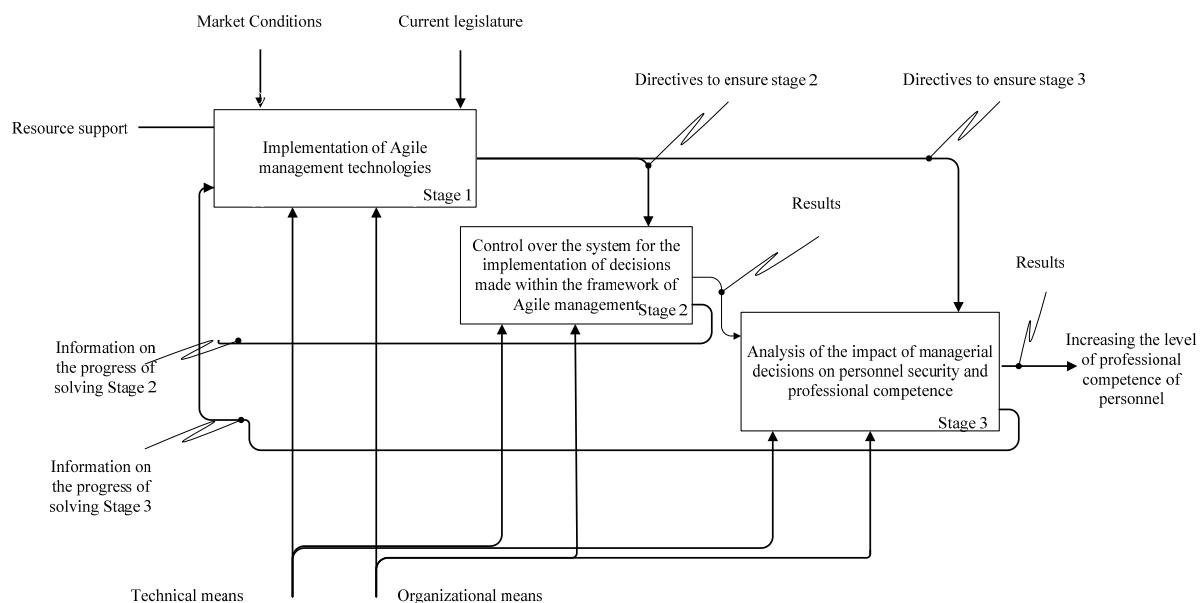 Market Conditions
Current legislature
Directives to ensure stage 2
Directives to ensure stage 3
Resource support
Implementation of Agile
management technologies
Stage 1
Results
Control over the system for the
implementation of decisions
made within the framework of
Agile management
Stage 2
Results
Information on
the progress of
solving Stage 2
Analysis of the impact of managerial
decisions on personnel security and
professional competence
Stage 3
Increasing the level
of professional
competence of
personnel
Information on
the progress of
solving Stage 3
Technical means
Organizational means